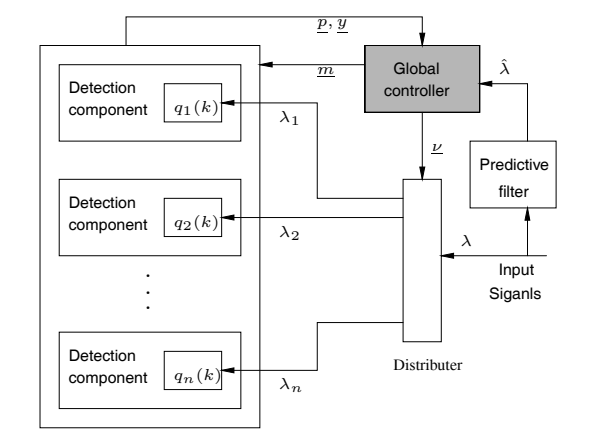 p, y
m
Global
controller
λ̂
Detection
component
q₁(k)
λ₁
ν
Predictive
filter
Detection
component
q₂(k)
λ₂
λ
Input
Siganls
Detection
component
qₙ(k)
λₙ
Distributer